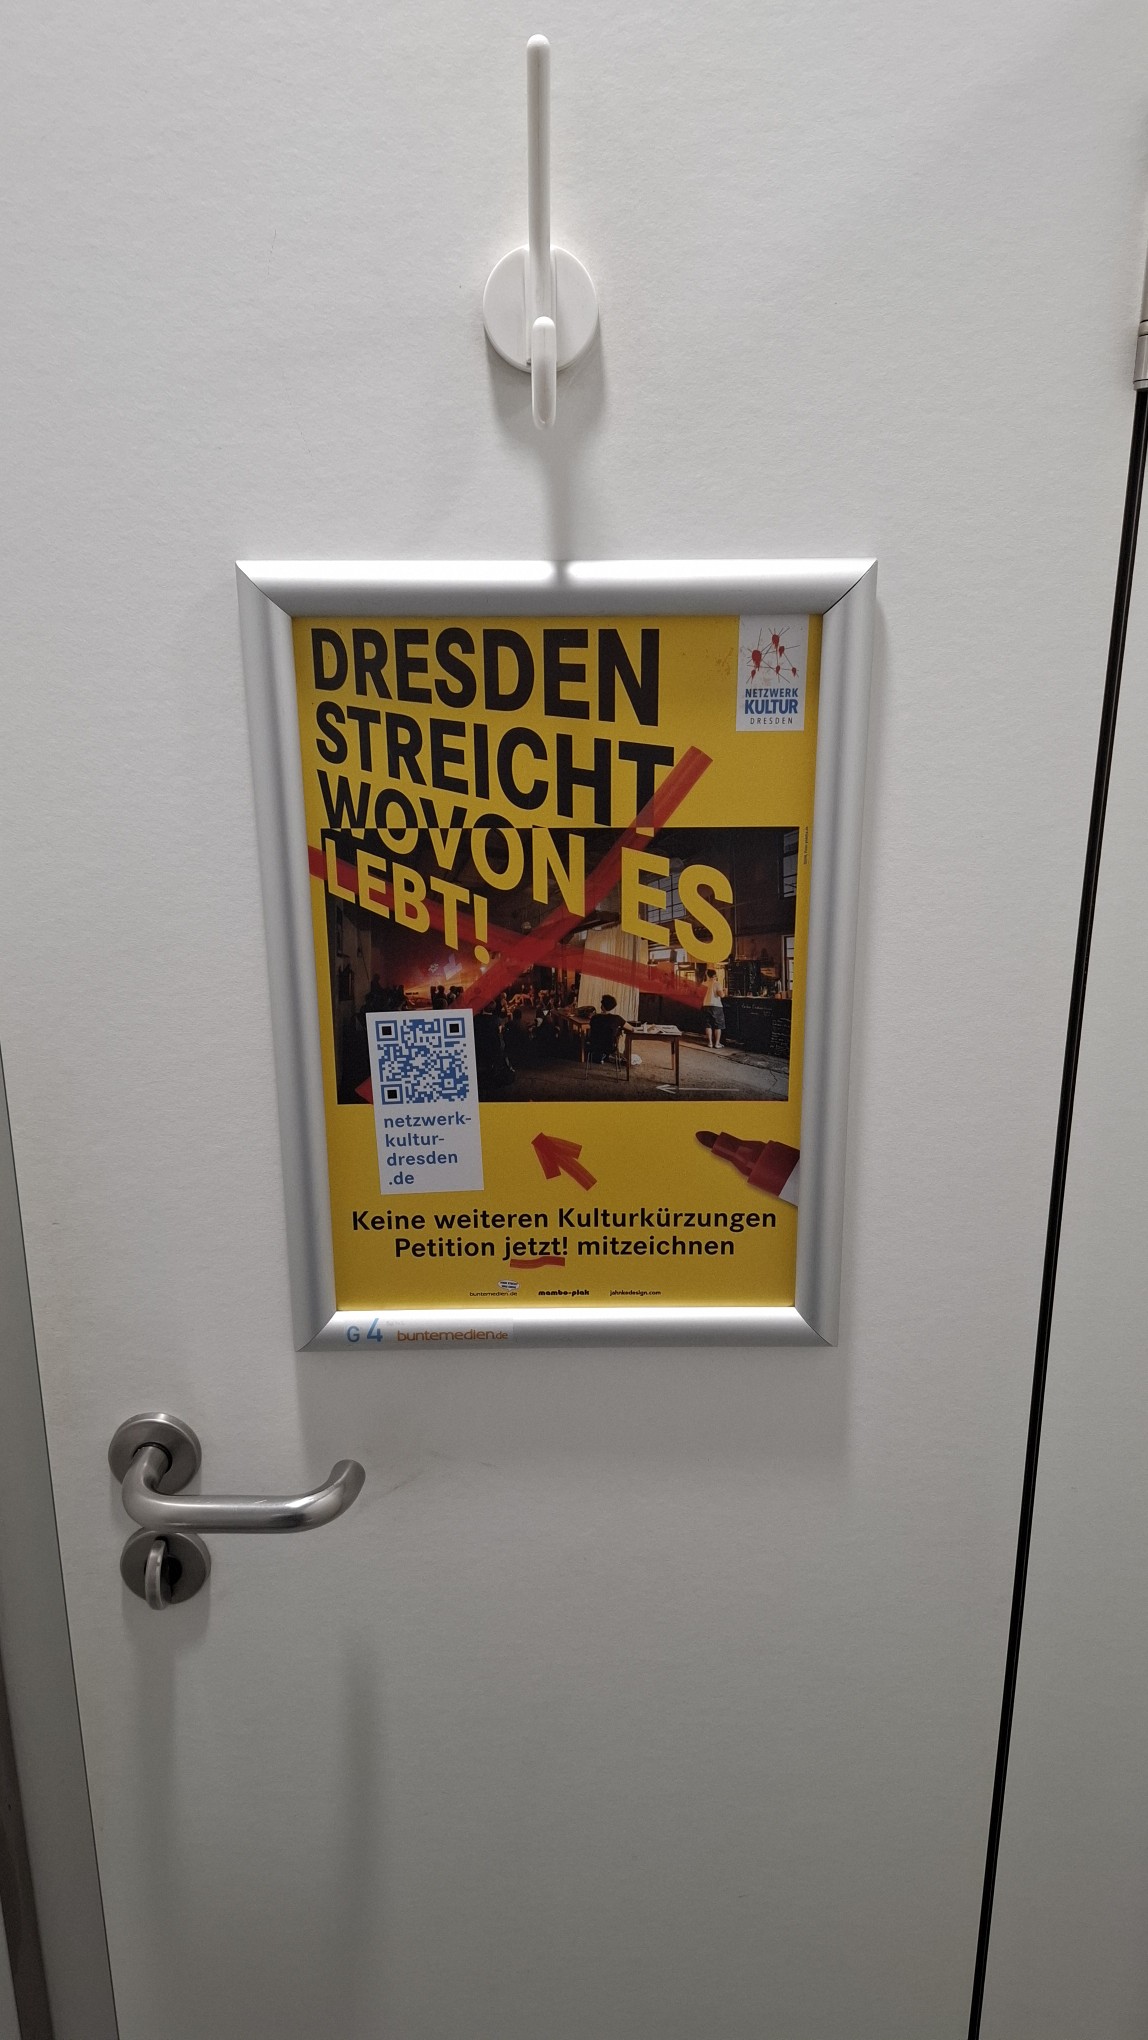 DRESDEN
STREICHT
WOVON ES
LEBT!
NETZWERK
KULTUR
DRESDEN
netzwerk-
kultur-
dresden
.de
Keine weiteren Kulturkürzungen
Petition jetzt! mitzeichnen
buntemedien.de mambo-plak jahnkedesign.com
G 4 buntemedien.de